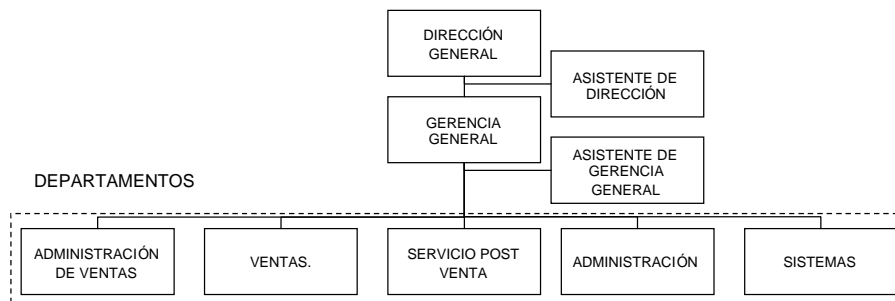 DIRECCIÓN
GENERAL
ASISTENTE DE
DIRECCIÓN
GERENCIA
GENERAL
ASISTENTE DE
GERENCIA
GENERAL
DEPARTAMENTOS
ADMINISTRACIÓN
DE VENTAS
VENTAS.
SERVICIO POST
VENTA
ADMINISTRACIÓN
SISTEMAS